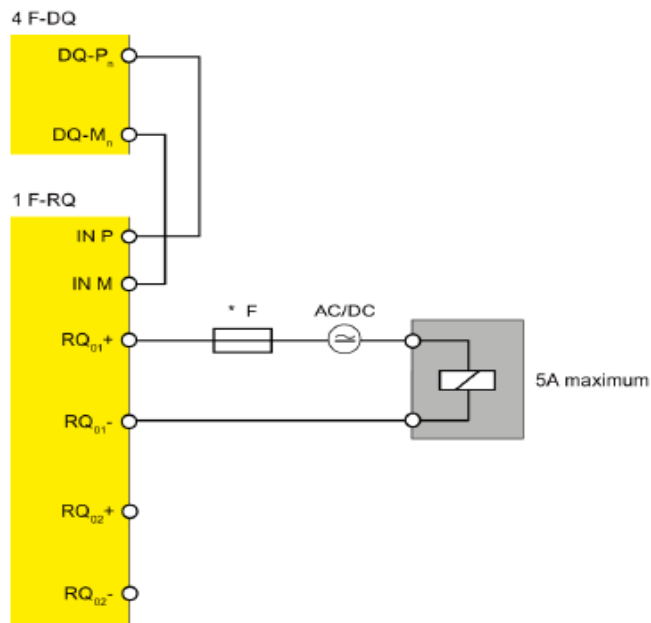 4 F-DQ
DQ-Pₙ
DQ-Mₙ
1 F-RQ
IN P
IN M
* F AC/DC
RQ₀₁+
5A maximum
RQ₀₁-
RQ₀₂+
RQ₀₂-